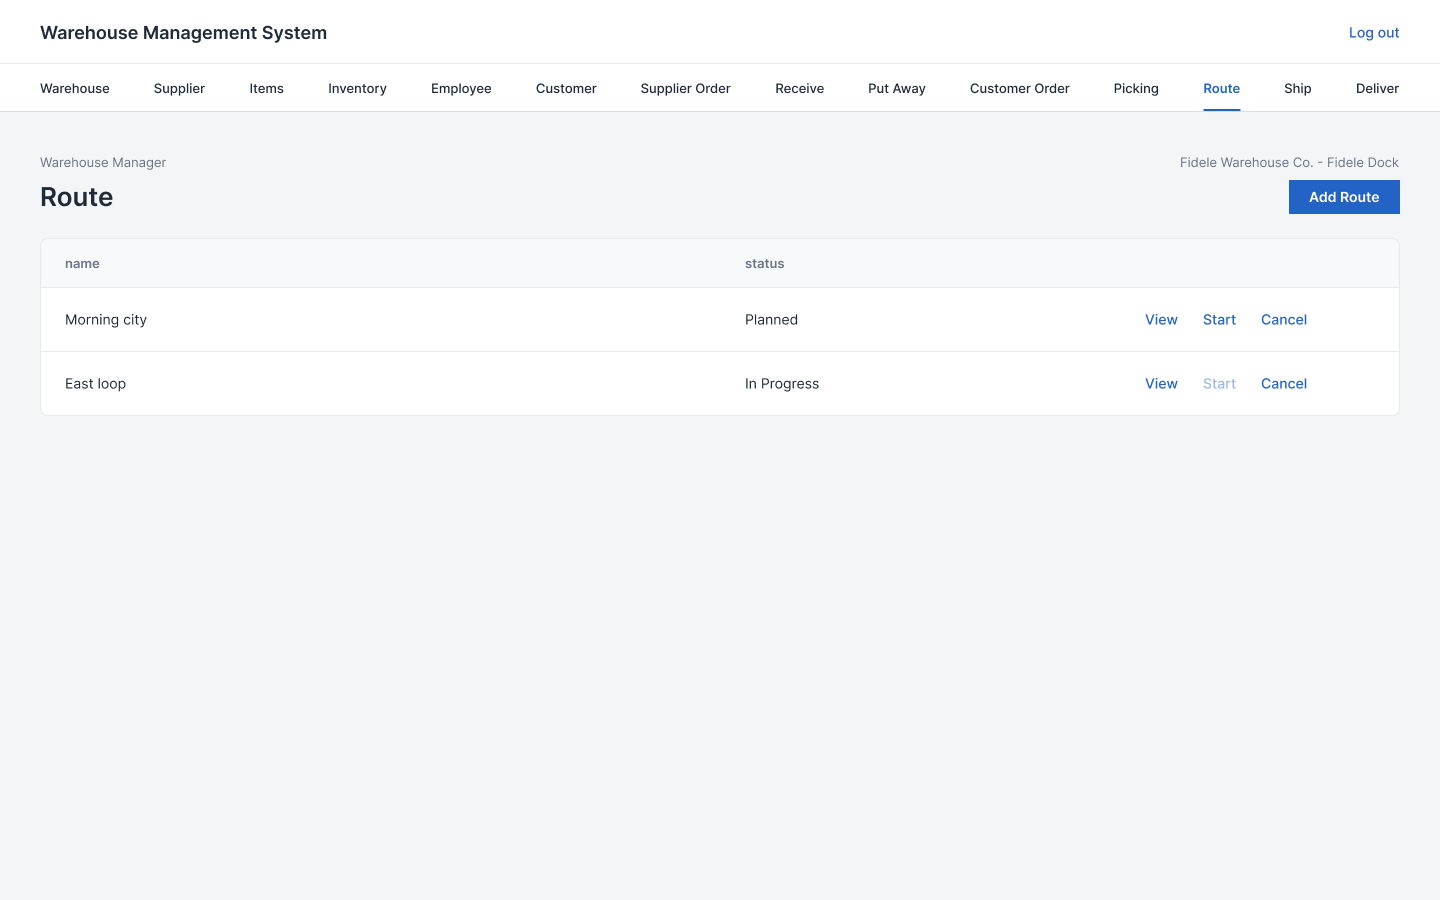 Warehouse Management System
Log out
Warehouse Supplier Items Inventory Employee Customer Supplier Order Receive Put Away Customer Order Picking Route Ship Deliver
Warehouse Manager
Fidele Warehouse Co. - Fidele Dock
Route
Add Route
name status
Morning city Planned View Start Cancel
East loop In Progress View Start Cancel